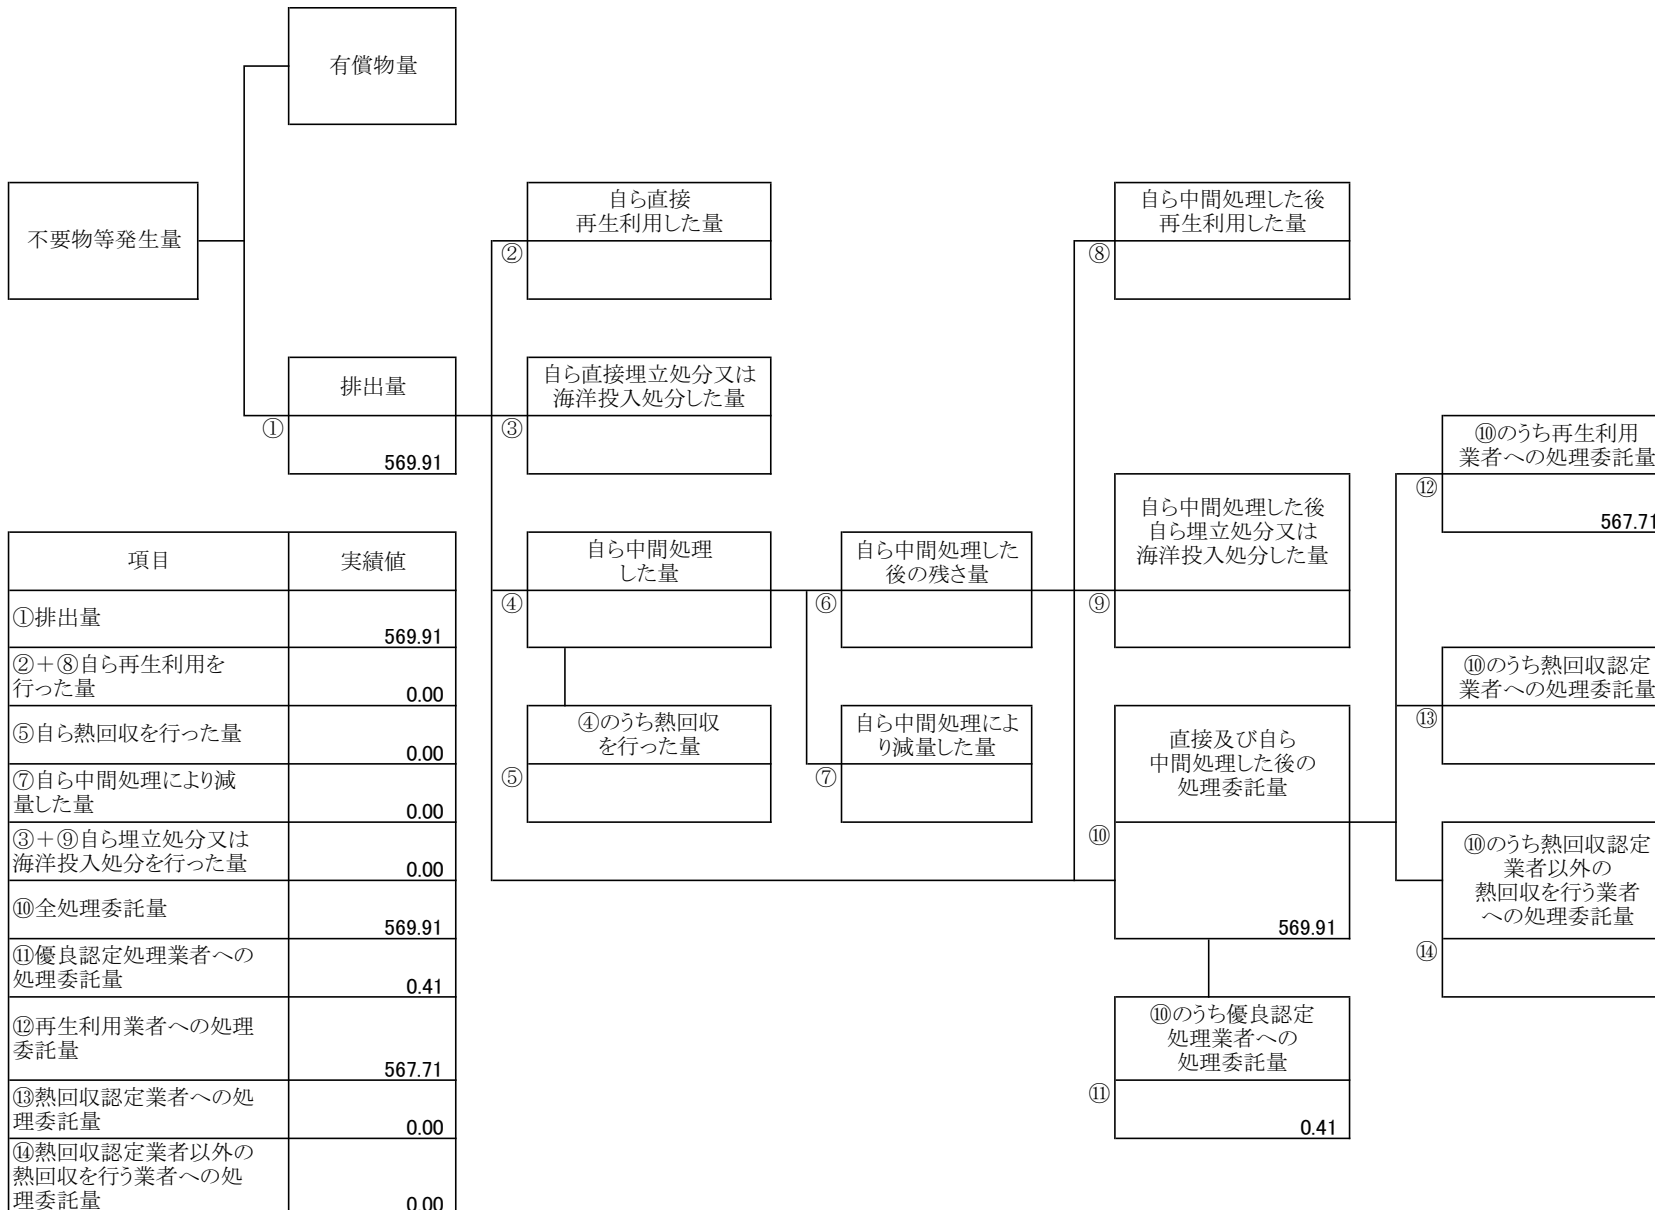 有償物量
不要物等発生量
排出量
①
569.91
自ら直接
再生利用した量
②
自ら直接埋立処分又は
海洋投入処分した量
③
自ら中間処理
した量
④
④のうち熱回収
を行った量
⑤
自ら中間処理した
後の残さ量
⑥
自ら中間処理によ
り減量した量
⑦
自ら中間処理した後
再生利用した量
⑧
自ら中間処理した後
自ら埋立処分又は
海洋投入処分した量
⑨
直接及び自ら
中間処理した後の
処理委託量
⑩
569.91
⑩のうち優良認定
処理業者への
処理委託量
⑪
0.41
⑩のうち再生利用
業者への処理委託量
⑫
567.71
⑩のうち熱回収認定
業者への処理委託量
⑬
⑩のうち熱回収認定
業者以外の
熱回収を行う業者
への処理委託量
⑭
項目 実績値
①排出量
569.91
②＋⑧自ら再生利用を
行った量
0.00
⑤自ら熱回収を行った量
0.00
⑦自ら中間処理により減
量した量
0.00
③＋⑨自ら埋立処分又は
海洋投入処分を行った量
0.00
⑩全処理委託量
569.91
⑪優良認定処理業者への
処理委託量
0.41
⑫再生利用業者への処理
委託量
567.71
⑬熱回収認定業者への処
理委託量
0.00
⑭熱回収認定業者以外の
熱回収を行う業者への処
理委託量
0.00